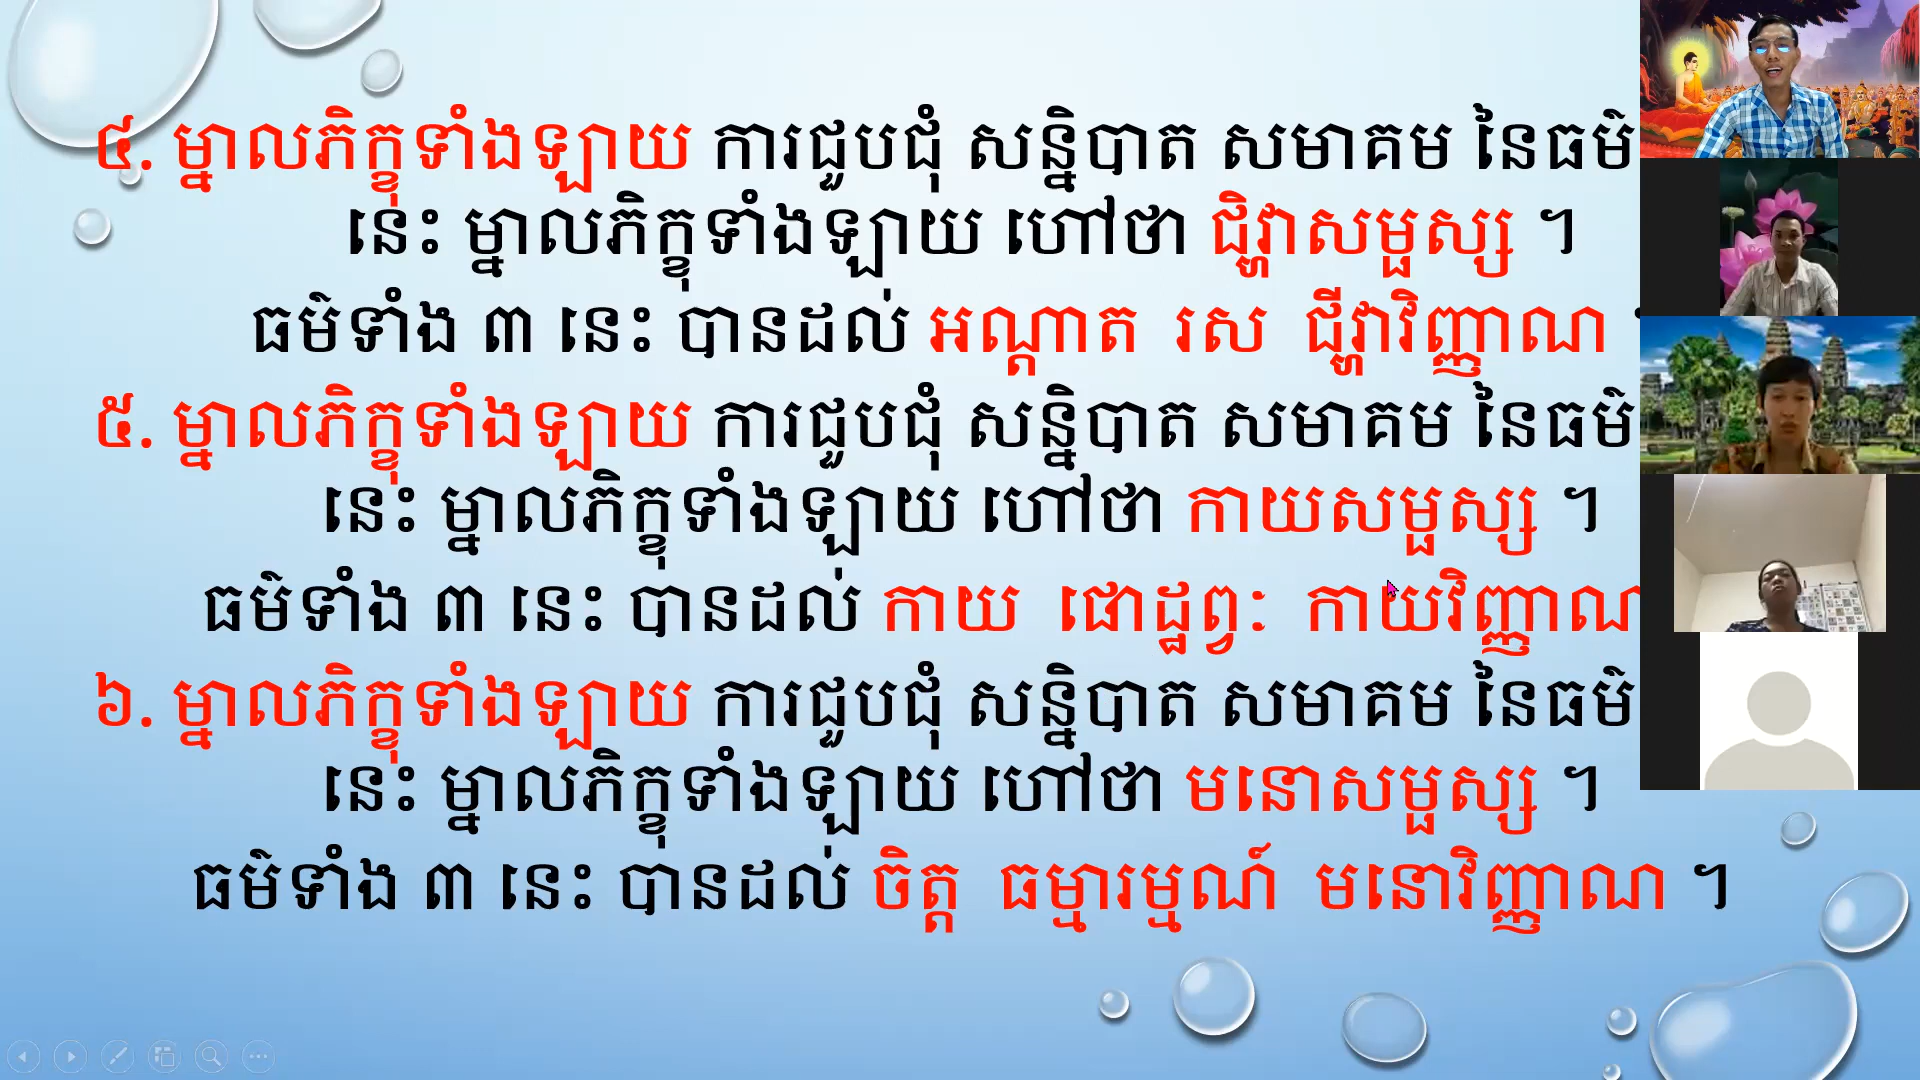 ៤. ម្នាលភិក្ខុទាំងឡាយ ការជួបជុំ សន្និបាត សមាគម នៃធម៌
នេះ ម្នាលភិក្ខុទាំងឡាយ ហៅថា ជិវ្ហាសម្ផស្ស ។
ធម៌ទាំង ៣ នេះ បានដល់ អណ្តាត រស ជីវ្ហាវិញ្ញាណ
៥. ម្នាលភិក្ខុទាំងឡាយ ការជួបជុំ សន្និបាត សមាគម នៃធម៌
នេះ ម្នាលភិក្ខុទាំងឡាយ ហៅថា កាយសម្ផស្ស ។
ធម៌ទាំង ៣ នេះ បានដល់ កាយ ផោដ្ឋព្វៈ កាយវិញ្ញាណ
៦. ម្នាលភិក្ខុទាំងឡាយ ការជួបជុំ សន្និបាត សមាគម នៃធម៌
នេះ ម្នាលភិក្ខុទាំងឡាយ ហៅថា មនោសម្ផស្ស ។
ធម៌ទាំង ៣ នេះ បានដល់ ចិត្ត ធម្មារម្មណ៍ មនោវិញ្ញាណ ។